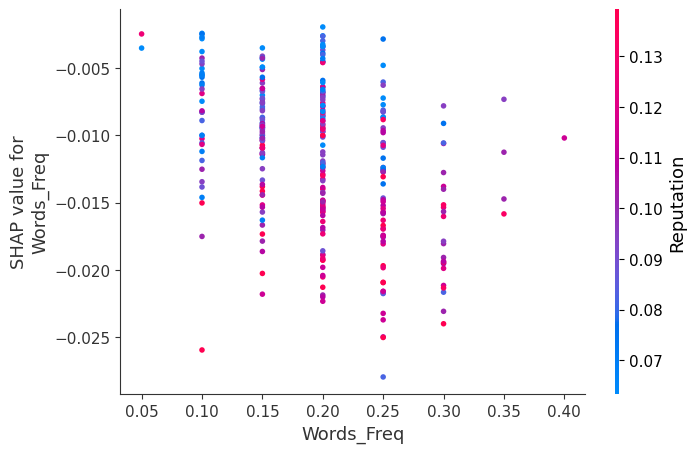 SHAP value for
Words_Freq
−0.005
−0.010
−0.015
−0.020
−0.025
0.05 0.10 0.15 0.20 0.25 0.30 0.35 0.40
Words_Freq
0.13
0.12
0.11
0.10
0.09
0.08
0.07
Reputation